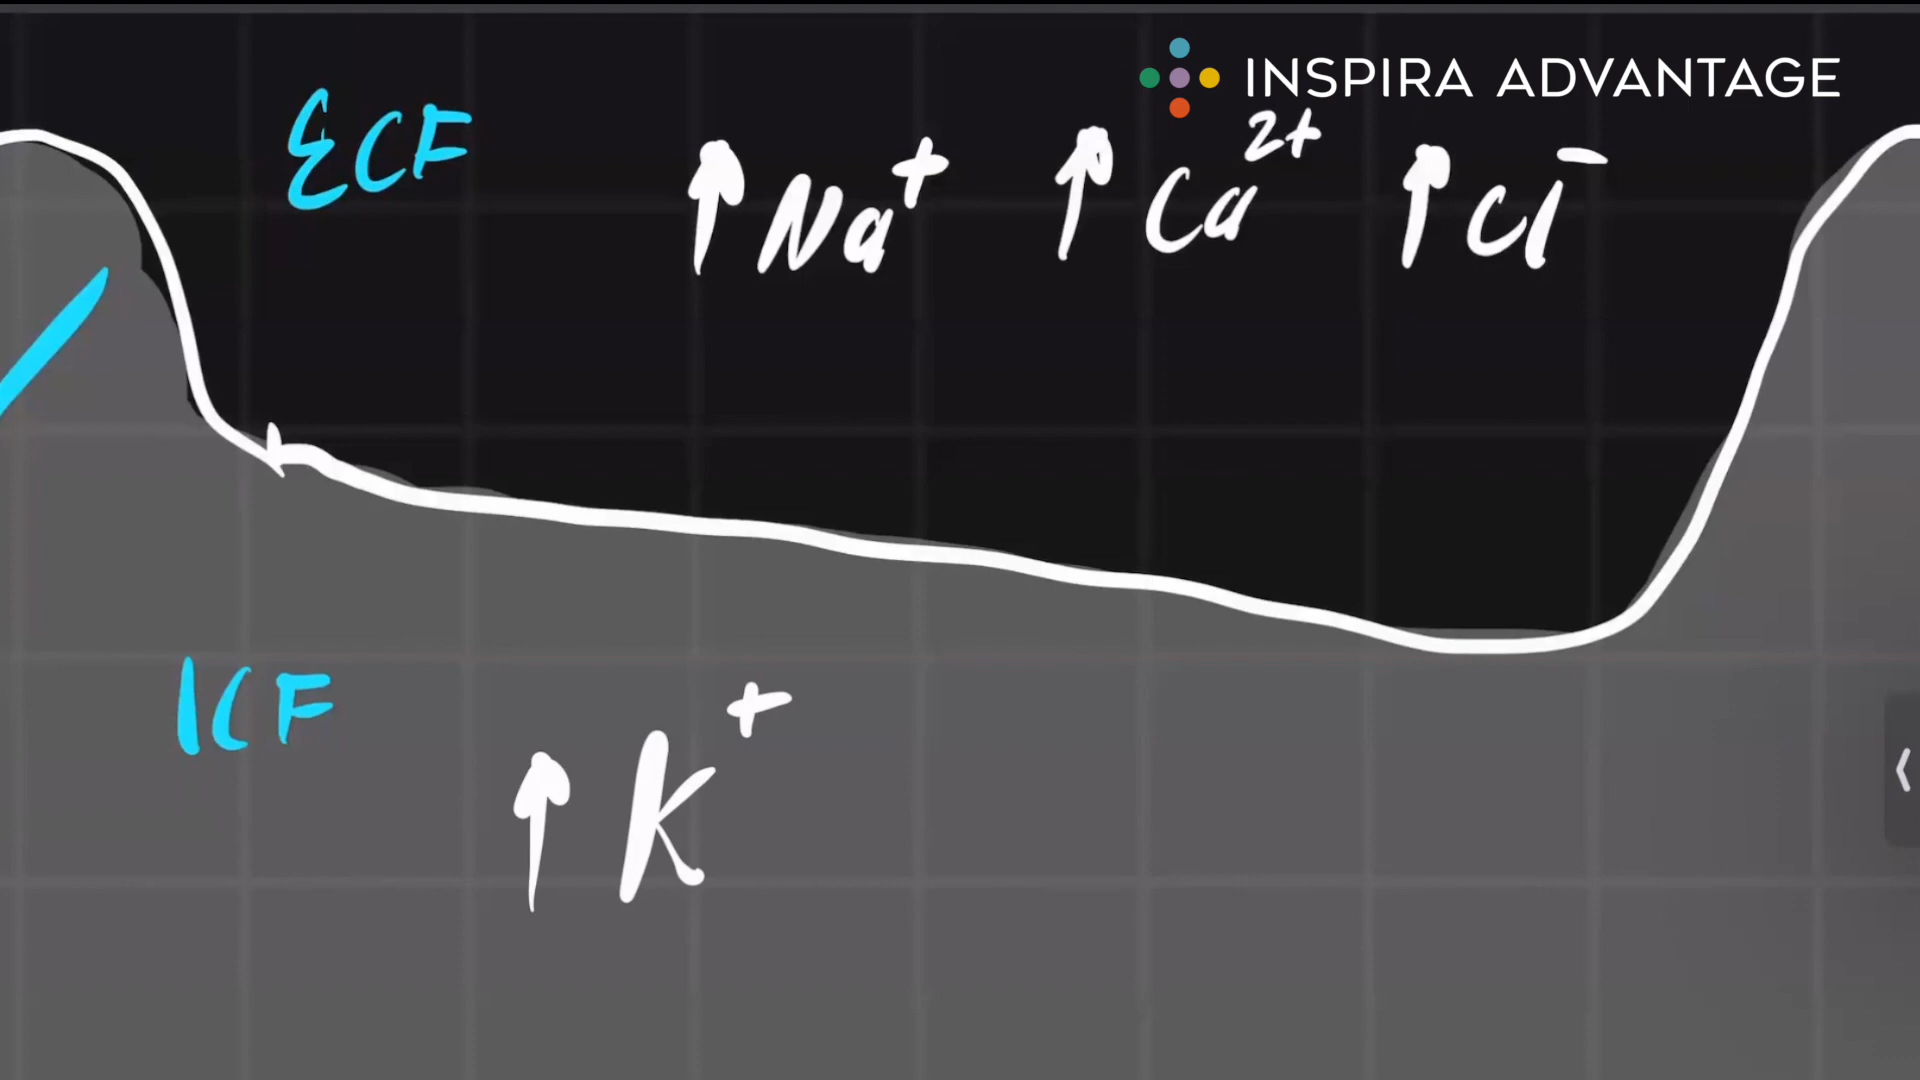 INSPIRA ADVANTAGE
ECF
↑ Na⁺ ↑ Ca²⁺ ↑ Cl⁻
ICF
↑ K⁺